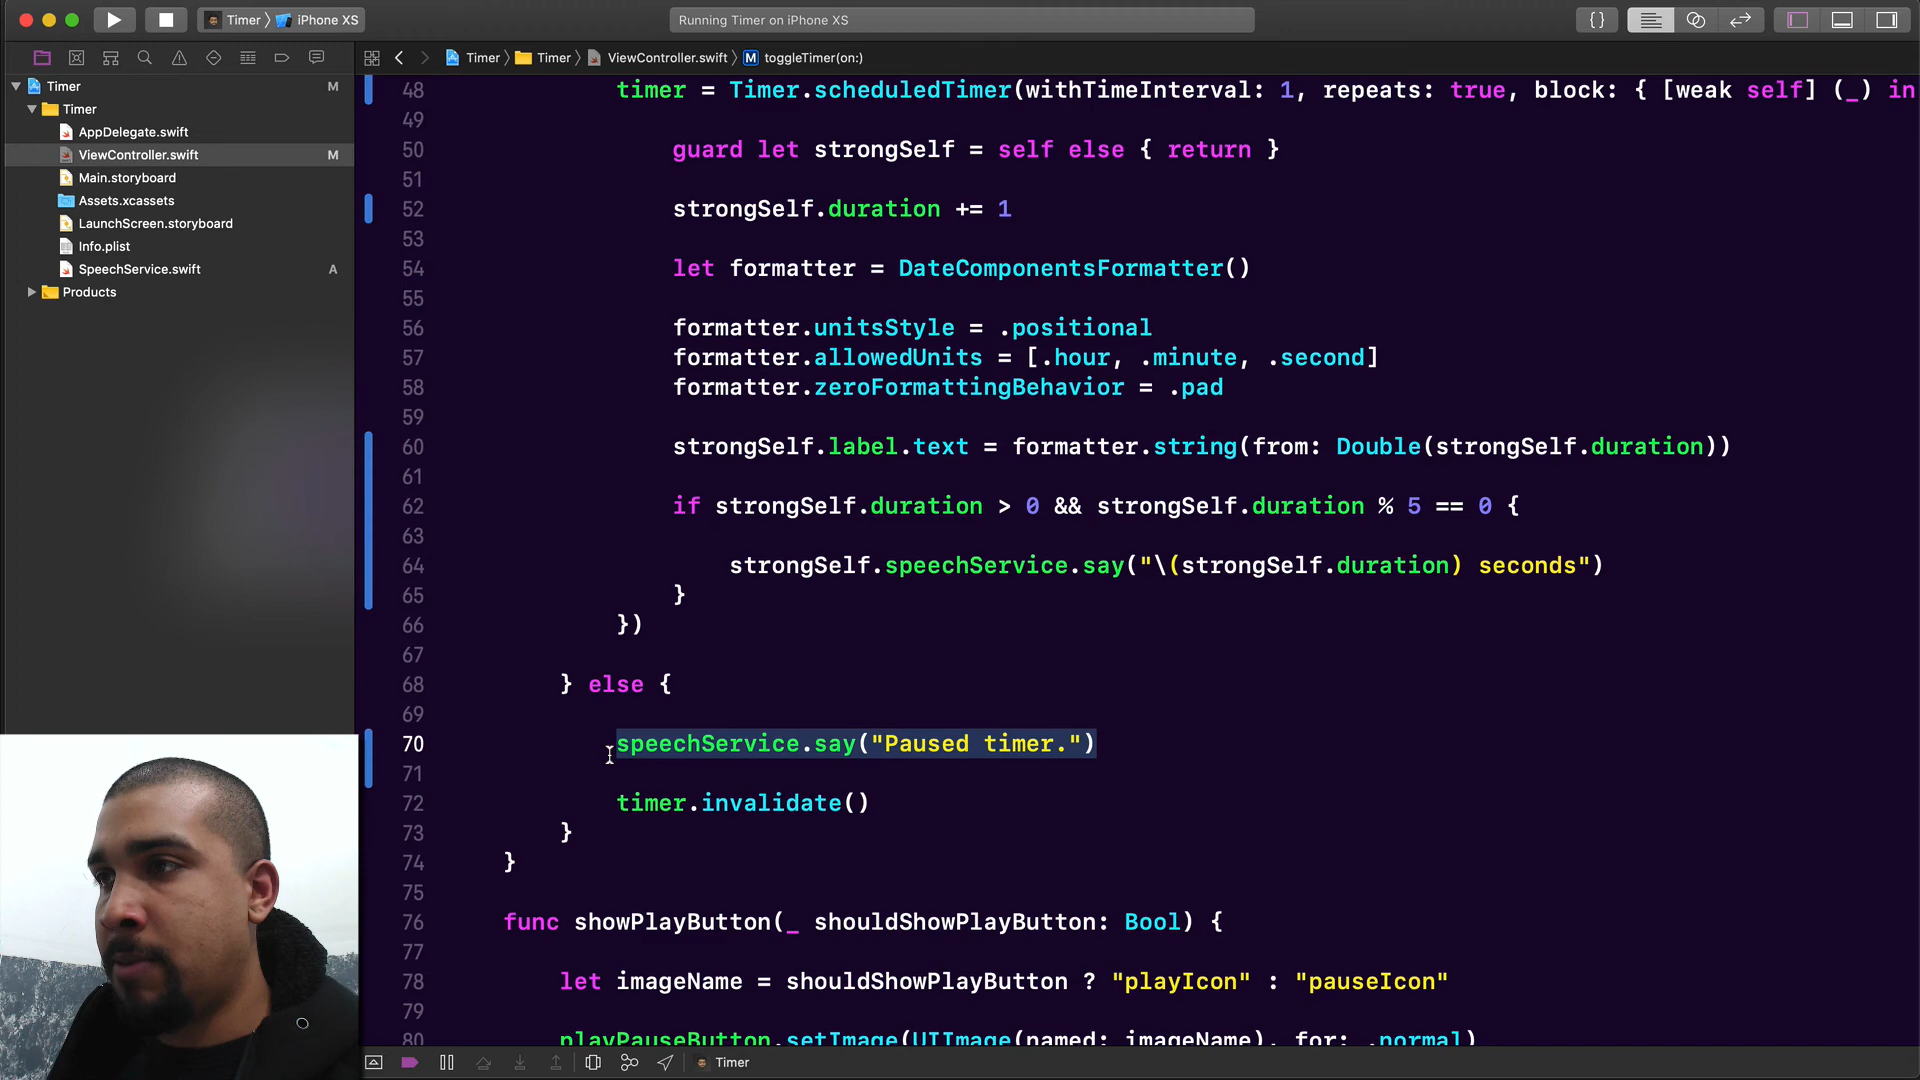 Timer
iPhone XS
Running Timer on iPhone XS
{}
Timer
Timer
ViewController.swift
M
toggleTimer(on:)
Timer
M
Timer
AppDelegate.swift
ViewController.swift
M
Main.storyboard
Assets.xcassets
LaunchScreen.storyboard
Info.plist
SpeechService.swift
A
Products
48 timer = Timer.scheduledTimer(withTimeInterval: 1, repeats: true, block: { [weak self] (_) in
49
50 guard let strongSelf = self else { return }
51
52 strongSelf.duration += 1
53
54 let formatter = DateComponentsFormatter()
55
56 formatter.unitsStyle = .positional
57 formatter.allowedUnits = [.hour, .minute, .second]
58 formatter.zeroFormattingBehavior = .pad
59
60 strongSelf.label.text = formatter.string(from: Double(strongSelf.duration))
61
62 if strongSelf.duration > 0 && strongSelf.duration % 5 == 0 {
63
64 strongSelf.speechService.say("\(strongSelf.duration) seconds")
65 }
66 })
67
68 } else {
69
70 speechService.say("Paused timer.")
71
72 timer.invalidate()
73 }
74 }
75
76 func showPlayButton(_ shouldShowPlayButton: Bool) {
77
78 let imageName = shouldShowPlayButton ? "playIcon" : "pauseIcon"
79
80 playPauseButton.setImage(UIImage(named: imageName), for: .normal)
Timer